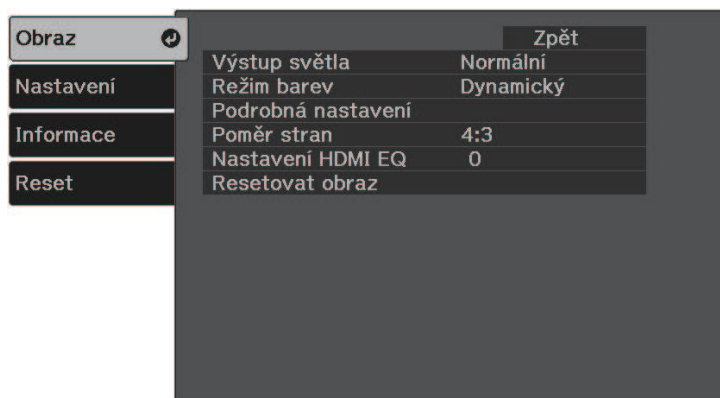 Obraz
Nastavení
Informace
Reset
Zpět
Výstup světla Normální
Režim barev Dynamický
Podrobná nastavení
Poměr stran 4:3
Nastavení HDMI EQ 0
Resetovat obraz